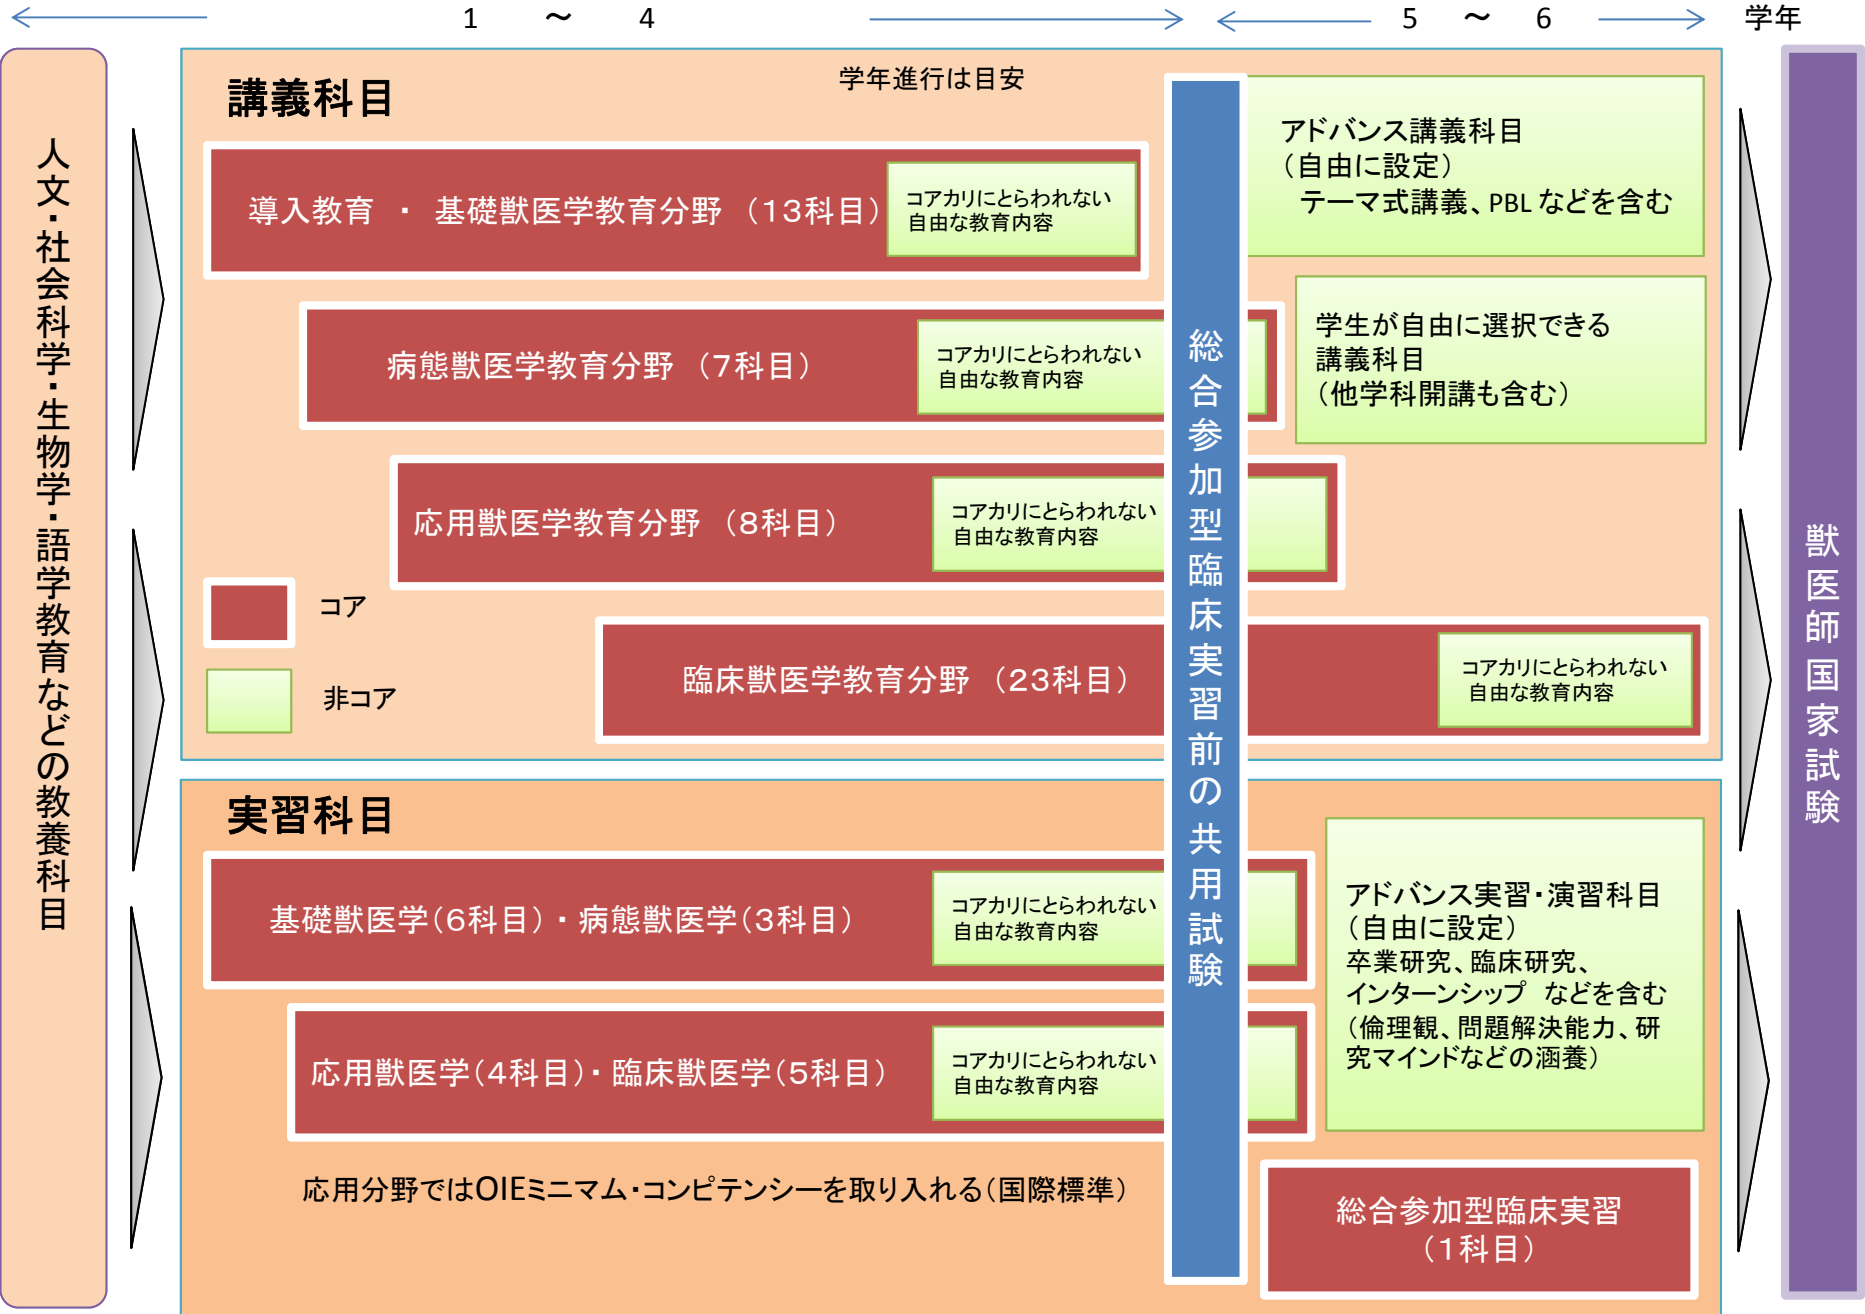 1 ～ 4
5 ～ 6
学年
人文・社会科学・生物学・語学教育などの教養科目
講義科目
学年進行は目安
導入教育 ・ 基礎獣医学教育分野 （13科目）
コアカリにとらわれない
自由な教育内容
病態獣医学教育分野 （7科目）
コアカリにとらわれない
自由な教育内容
応用獣医学教育分野 （8科目）
コアカリにとらわれない
自由な教育内容
臨床獣医学教育分野 （23科目）
コアカリにとらわれない
自由な教育内容
コア
非コア
アドバンス講義科目
（自由に設定）
テーマ式講義、PBL などを含む
学生が自由に選択できる
講義科目
（他学科開講も含む）
総合参加型臨床実習前の共用試験
実習科目
基礎獣医学（6科目）・病態獣医学（3科目）
コアカリにとらわれない
自由な教育内容
応用獣医学（4科目）・臨床獣医学（5科目）
コアカリにとらわれない
自由な教育内容
応用分野ではOIEミニマム・コンピテンシーを取り入れる（国際標準）
アドバンス実習・演習科目
（自由に設定）
卒業研究、臨床研究、
インターンシップ などを含む
（倫理観、問題解決能力、研
究マインドなどの涵養）
総合参加型臨床実習
（1科目）
獣医師国家試験